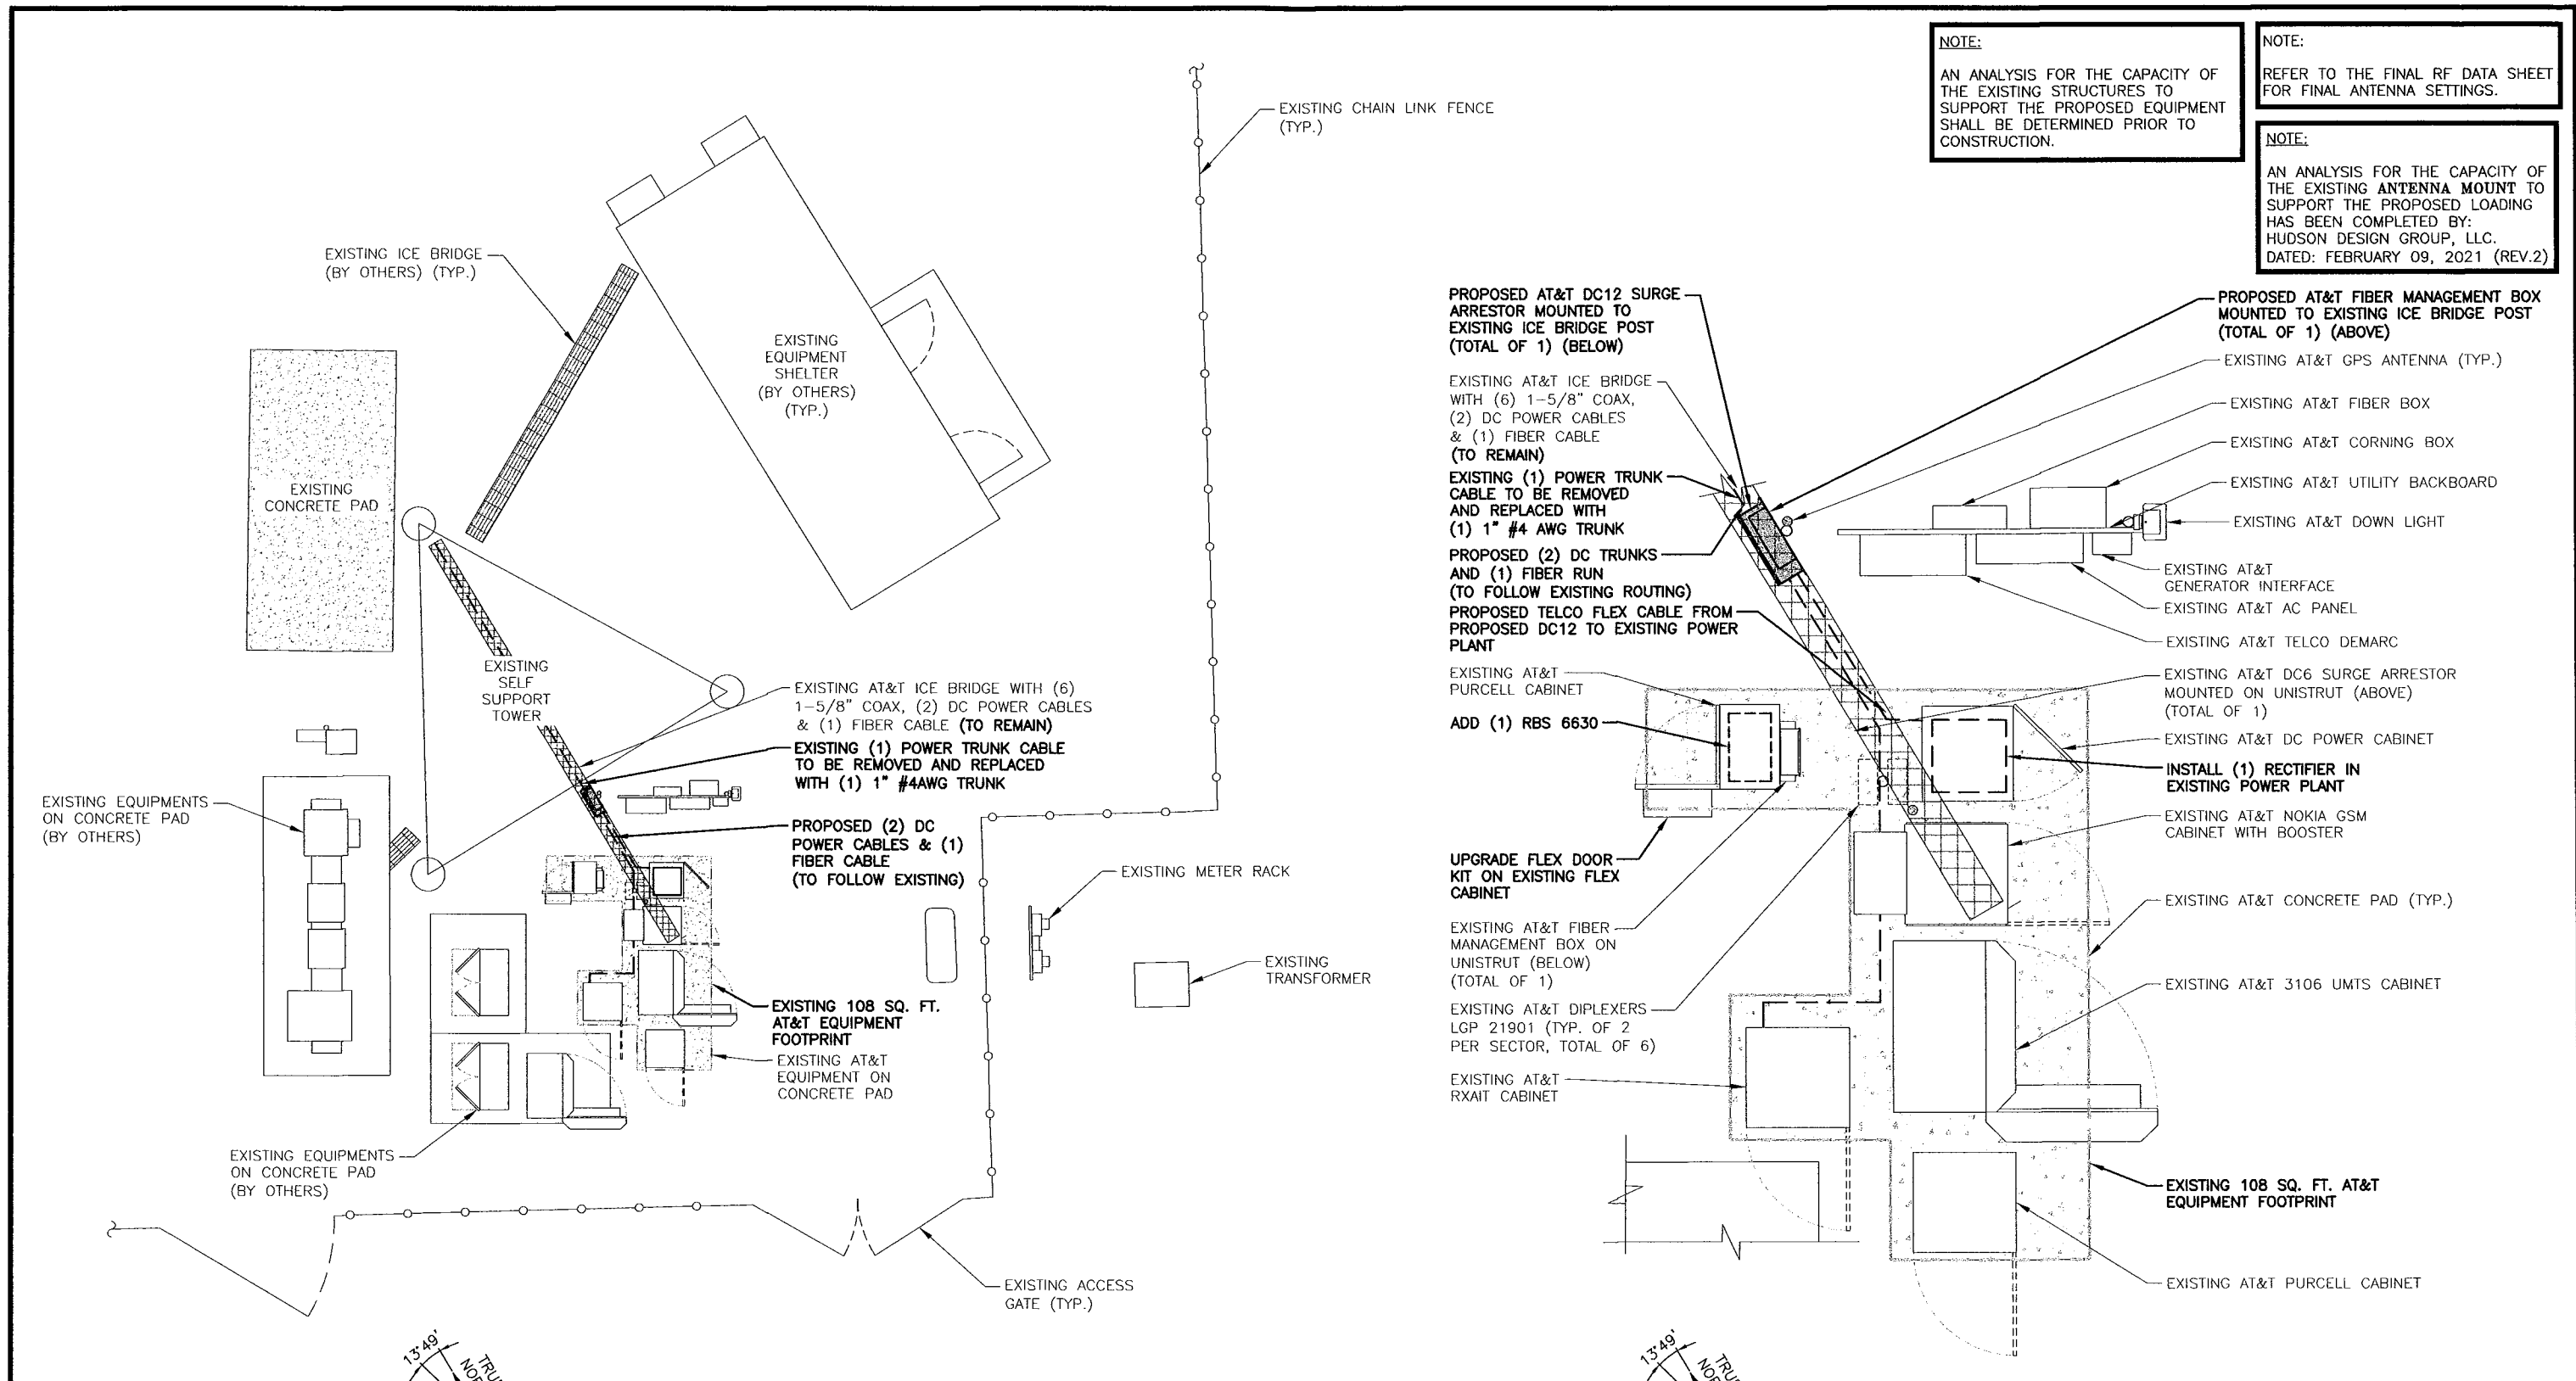 NOTE:
AN ANALYSIS FOR THE CAPACITY OF
THE EXISTING STRUCTURES TO
SUPPORT THE PROPOSED EQUIPMENT
SHALL BE DETERMINED PRIOR TO
CONSTRUCTION.
NOTE:
REFER TO THE FINAL RF DATA SHEET
FOR FINAL ANTENNA SETTINGS.
NOTE:
AN ANALYSIS FOR THE CAPACITY OF
THE EXISTING ANTENNA MOUNT TO
SUPPORT THE PROPOSED LOADING
HAS BEEN COMPLETED BY:
HUDSON DESIGN GROUP, LLC.
DATED: FEBRUARY 09, 2021 (REV.2)
EXISTING CHAIN LINK FENCE
(TYP.)
EXISTING ICE BRIDGE
(BY OTHERS) (TYP.)
EXISTING
EQUIPMENT
SHELTER
(BY OTHERS)
(TYP.)
EXISTING
CONCRETE PAD
EXISTING
SELF
SUPPORT
TOWER
EXISTING AT&T ICE BRIDGE WITH (6)
1-5/8" COAX, (2) DC POWER CABLES
& (1) FIBER CABLE (TO REMAIN)
EXISTING (1) POWER TRUNK CABLE
TO BE REMOVED AND REPLACED
WITH (1) 1" #4AWG TRUNK
EXISTING EQUIPMENTS
ON CONCRETE PAD
(BY OTHERS)
PROPOSED (2) DC
POWER CABLES & (1)
FIBER CABLE
(TO FOLLOW EXISTING)
EXISTING METER RACK
EXISTING
TRANSFORMER
EXISTING 108 SQ. FT.
AT&T EQUIPMENT
FOOTPRINT
EXISTING AT&T
EQUIPMENT ON
CONCRETE PAD
EXISTING EQUIPMENTS
ON CONCRETE PAD
(BY OTHERS)
EXISTING ACCESS
GATE (TYP.)
13°49'
PROPOSED AT&T DC12 SURGE
ARRESTOR MOUNTED TO
EXISTING ICE BRIDGE POST
(TOTAL OF 1) (BELOW)
EXISTING AT&T ICE BRIDGE
WITH (6) 1-5/8" COAX,
(2) DC POWER CABLES
& (1) FIBER CABLE
(TO REMAIN)
EXISTING (1) POWER TRUNK
CABLE TO BE REMOVED
AND REPLACED WITH
(1) 1" #4 AWG TRUNK
PROPOSED (2) DC TRUNKS
AND (1) FIBER RUN
(TO FOLLOW EXISTING ROUTING)
PROPOSED TELCO FLEX CABLE FROM
PROPOSED DC12 TO EXISTING POWER
PLANT
EXISTING AT&T
PURCELL CABINET
ADD (1) RBS 6630
UPGRADE FLEX DOOR
KIT ON EXISTING FLEX
CABINET
EXISTING AT&T FIBER
MANAGEMENT BOX ON
UNISTRUT (BELOW)
(TOTAL OF 1)
EXISTING AT&T DIPLEXERS
LGP 21901 (TYP. OF 2
PER SECTOR, TOTAL OF 6)
EXISTING AT&T
RXAIT CABINET
PROPOSED AT&T FIBER MANAGEMENT BOX
MOUNTED TO EXISTING ICE BRIDGE POST
(TOTAL OF 1) (ABOVE)
EXISTING AT&T GPS ANTENNA (TYP.)
EXISTING AT&T FIBER BOX
EXISTING AT&T CORNING BOX
EXISTING AT&T UTILITY BACKBOARD
EXISTING AT&T DOWN LIGHT
EXISTING AT&T
GENERATOR INTERFACE
EXISTING AT&T AC PANEL
EXISTING AT&T TELCO DEMARC
EXISTING AT&T DC6 SURGE ARRESTOR
MOUNTED ON UNISTRUT (ABOVE)
(TOTAL OF 1)
EXISTING AT&T DC POWER CABINET
INSTALL (1) RECTIFIER IN
EXISTING POWER PLANT
EXISTING AT&T NOKIA GSM
CABINET WITH BOOSTER
EXISTING AT&T CONCRETE PAD (TYP.)
EXISTING AT&T 3106 UMTS CABINET
EXISTING 108 SQ. FT. AT&T
EQUIPMENT FOOTPRINT
EXISTING AT&T PURCELL CABINET
13°49'